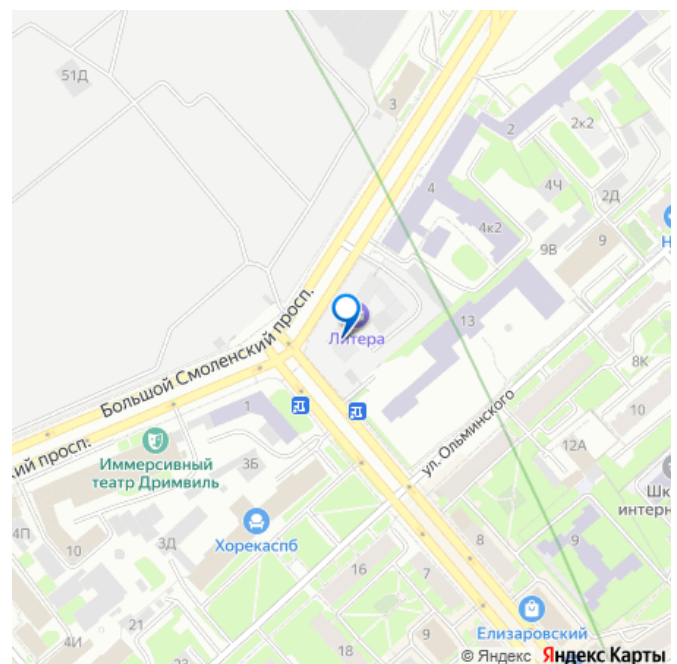 51Д
3
2
2к2
4
4Ч
2Д
4к2
9В
9
Н
Литера
13
Большой Смоленский просп.
8К
1
ул. Ольминского
10
кий просп.
Иммерсивный
театр Дримвиль
3Б
12А
Шк
интерн
4П
10
3Д
Хорекаспб
8
9
16
7
21
4И
18
9
Елизаровский
© Яндекс Яндекс Карты